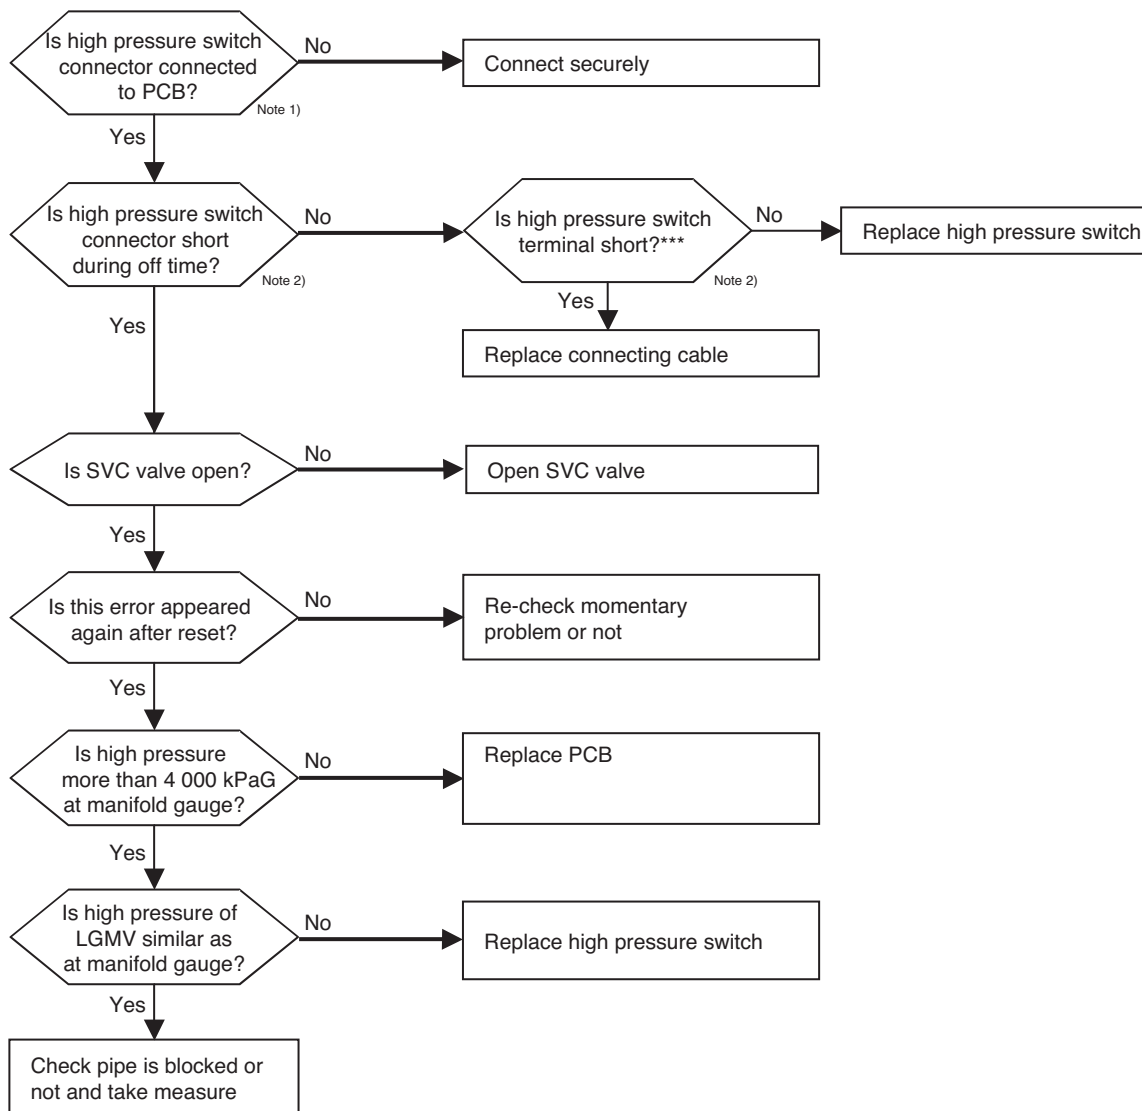 Is high pressure switch
connector connected
to PCB?
Note 1)
No
Connect securely
Yes
Is high pressure switch
connector short
during off time?
Note 2)
No
Is high pressure switch
terminal short?***
Note 2)
No
Replace high pressure switch
Yes
Replace connecting cable
Yes
Is SVC valve open?
No
Open SVC valve
Yes
Is this error appeared
again after reset?
No
Re-check momentary
problem or not
Yes
Is high pressure
more than 4 000 kPaG
at manifold gauge?
No
Replace PCB
Yes
Is high pressure of
LGMV similar as
at manifold gauge?
No
Replace high pressure switch
Yes
Check pipe is blocked or
not and take measure